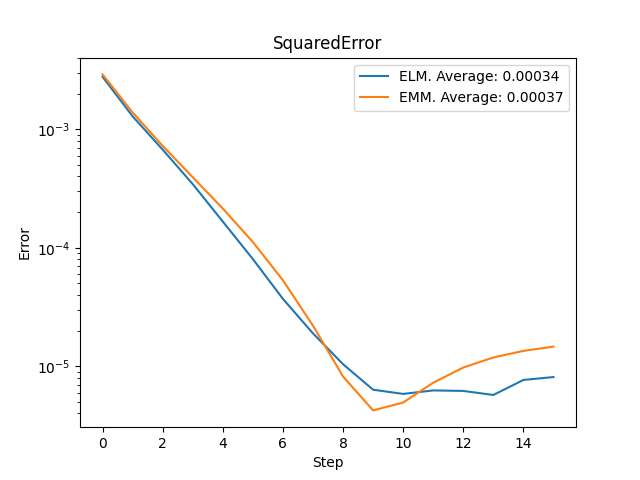 SquaredError
ELM. Average: 0.00034
EMM. Average: 0.00037
10⁻³
10⁻⁴
10⁻⁵
Error
0 2 4 6 8 10 12 14
Step